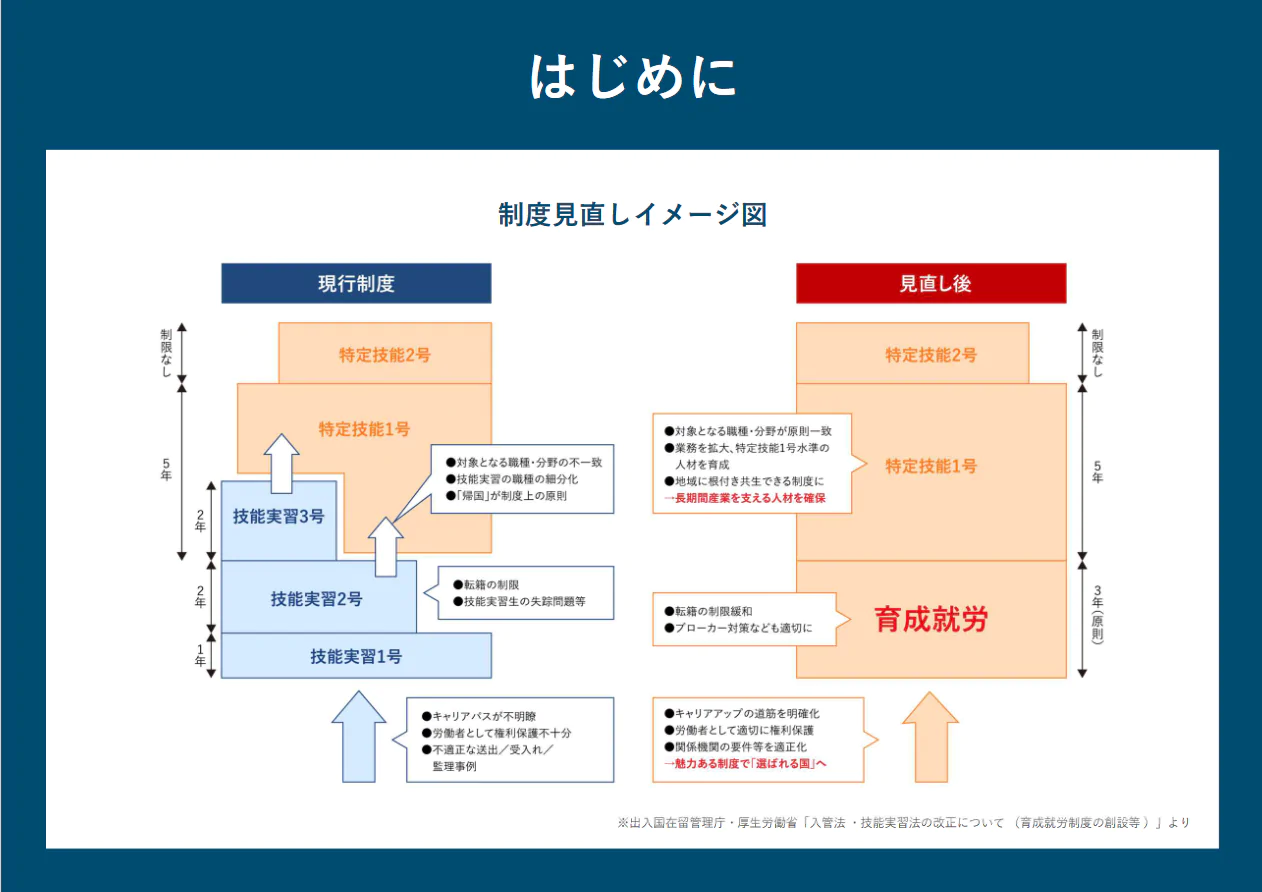 はじめに
制度見直しイメージ図
現行制度
制限なし
5年
2年
2年
1年
特定技能2号
特定技能1号
技能実習3号
技能実習2号
技能実習1号
●対象となる職種・分野の不一致
●技能実習の職種の細分化
●「帰国」が制度上の原則
●転籍の制限
●技能実習生の失踪問題等
●キャリアパスが不明瞭
●労働者として権利保護不十分
●不適正な送出／受入れ／
監理事例
見直し後
特定技能2号
特定技能1号
育成就労
制限なし
5年
3年(原則)
●対象となる職種・分野が原則一致
●業務を拡大、特定技能1号水準の
人材を育成
●地域に根付き共生できる制度に
→長期間産業を支える人材を確保
●転籍の制限緩和
●ブローカー対策なども適切に
●キャリアアップの道筋を明確化
●労働者として適切に権利保護
●関係機関の要件等を適正化
→魅力ある制度で「選ばれる国」へ
※出入国在留管理庁・厚生労働省「入管法・技能実習法の改正について（育成就労制度の創設等）」より